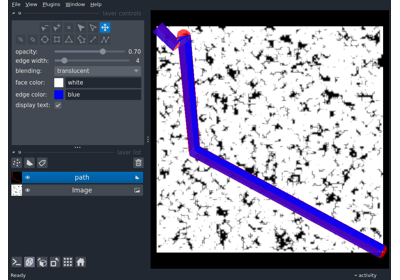 File View Plugins Window Help
layer controls
opacity: 0.70
edge width: 4
blending: translucent
face color: white
edge color: blue
display text:
layer list
path
Image
Ready
activity